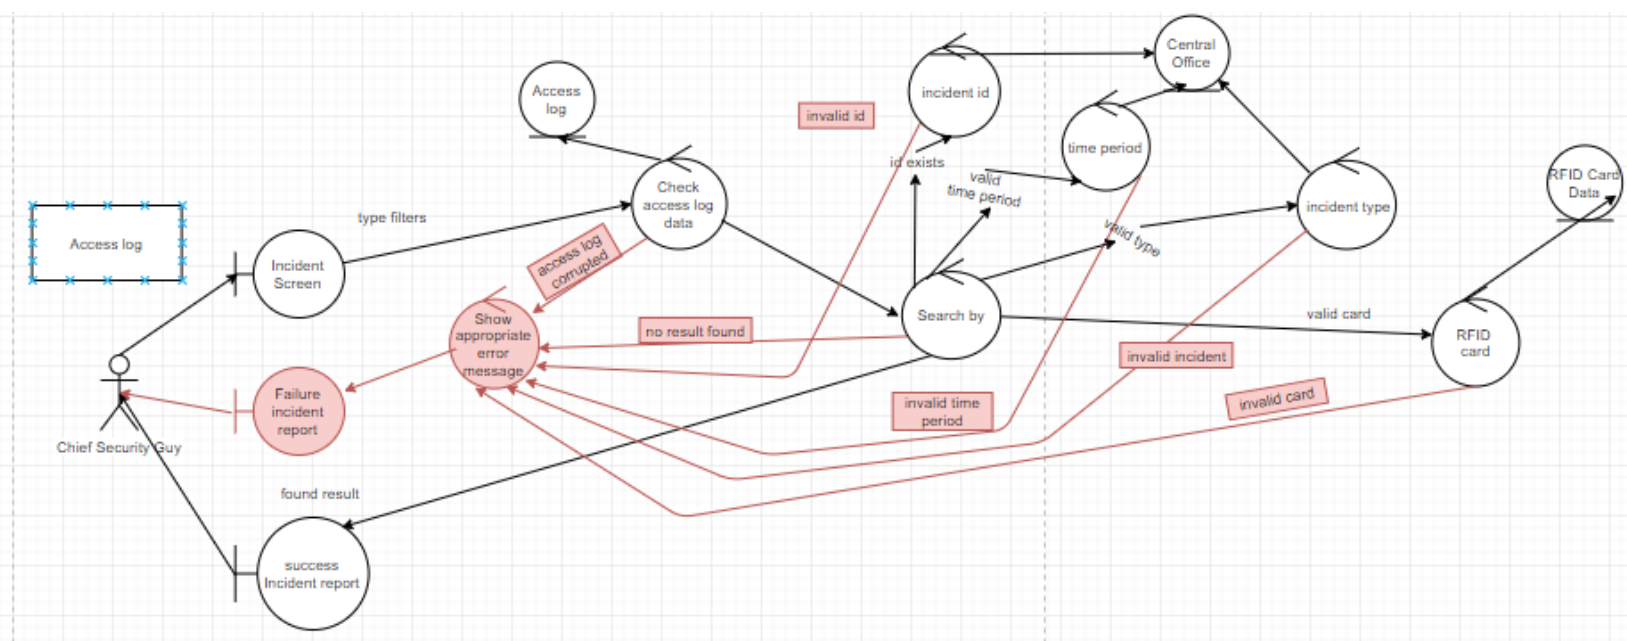 Central
Office
Access
log
incident id
invalid id
time period
id exists
valid
time period
RFID Card
Data
Check
access log
data
incident type
type filters
valid type
Access log
access log
corrupted
Incident
Screen
Search by
valid card
Show
appropriate
error
message
no result found
RFID
card
invalid incident
Failure
incident
report
invalid time
period
invalid card
Chief Security Guy
found result
success
Incident report